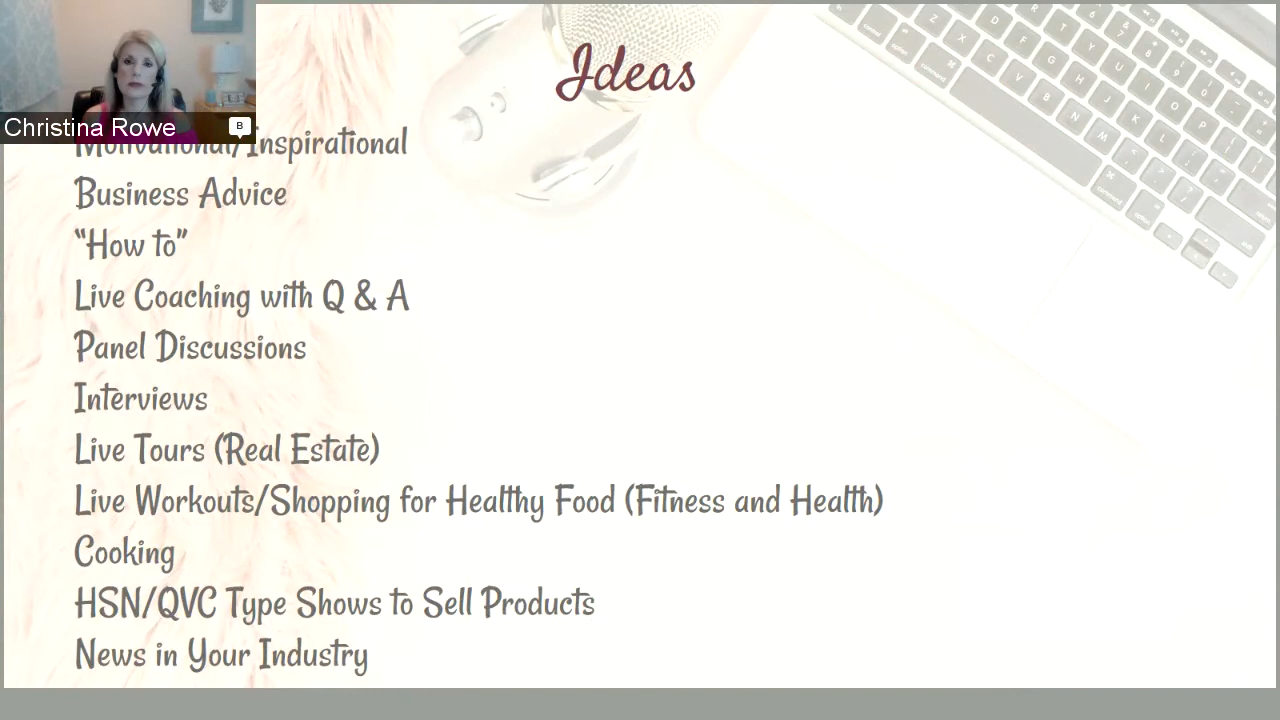 Ideas
Christina Rowe
B
Motivational/Inspirational
Business Advice
“How to”
Live Coaching with Q & A
Panel Discussions
Interviews
Live Tours (Real Estate)
Live Workouts/Shopping for Healthy Food (Fitness and Health)
Cooking
HSN/QVC Type Shows to Sell Products
News in Your Industry